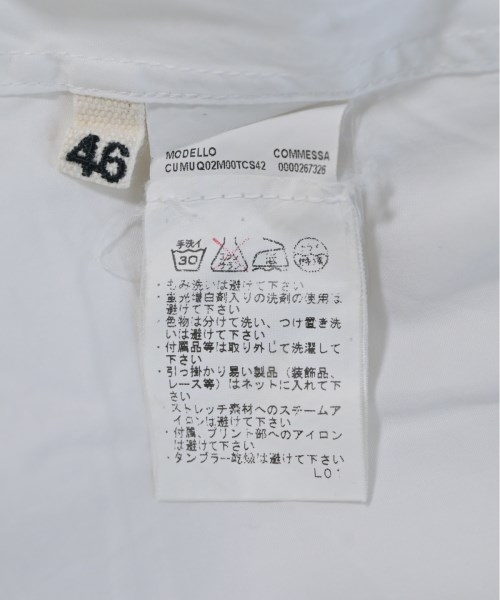 46
MODELLO COMMESSA
CUMUQ02M00TCS42 0000267326
手洗イ
30
・もみ洗いは避けて下さい
・蛍光増白剤入りの洗剤の使用は
避けて下さい
・色物は分けて洗い、つけ置き洗
いは避けて下さい
・付属品等は取り外して洗濯して
下さい
・引っ掛かり易い製品（装飾品、
レース等）はネットに入れて下
さい
・ストレッチ素材へのスチームア
イロンは避けて下さい
・付属、プリント部へのアイロン
は避けて下さい
・タンブラー乾燥は避けて下さい